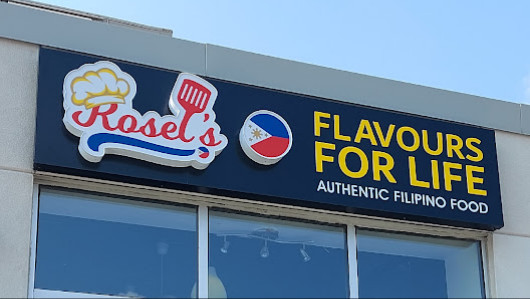 Rosel's
FLAVOURS
FOR LIFE
AUTHENTIC FILIPINO FOOD